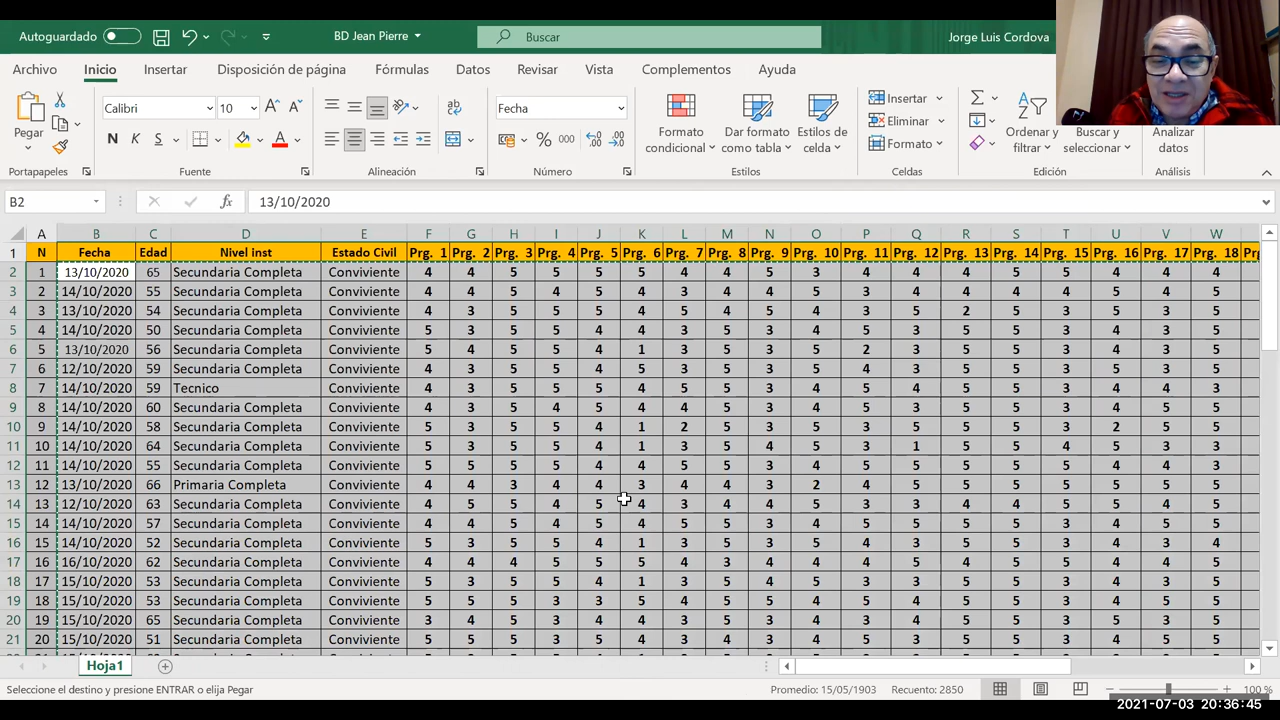 Autoguardado BD Jean Pierre Buscar Jorge Luis Cordova
Archivo Inicio Insertar Disposición de página Fórmulas Datos Revisar Vista Complementos Ayuda
Pegar Calibri 10 Fecha Formato condicional Dar formato como tabla Estilos de celda Insertar Eliminar Formato Ordenar y filtrar Buscar y seleccionar Analizar datos
N K S A % 000
Portapapeles Fuente Alineación Número Estilos Celdas Edición Análisis
B2 fx 13/10/2020
A B C D E F G H I J K L M N O P Q R S T U V W
1 N Fecha Edad Nivel inst Estado Civil Prg. 1 Prg. 2 Prg. 3 Prg. 4 Prg. 5 Prg. 6 Prg. 7 Prg. 8 Prg. 9 Prg. 10 Prg. 11 Prg. 12 Prg. 13 Prg. 14 Prg. 15 Prg. 16 Prg. 17 Prg. 18
2 1 13/10/2020 65 Secundaria Completa Conviviente 4 4 5 5 5 5 4 4 5 3 4 4 4 5 5 4 4 4
3 2 14/10/2020 55 Secundaria Completa Conviviente 4 4 5 4 5 4 3 4 4 5 3 4 4 4 4 5 4 5
4 3 13/10/2020 54 Secundaria Completa Conviviente 4 3 5 5 5 4 5 4 5 4 3 5 2 5 3 5 3 5
5 4 14/10/2020 50 Secundaria Completa Conviviente 5 3 5 5 4 4 3 5 3 5 5 3 5 5 3 4 3 5
6 5 13/10/2020 56 Secundaria Completa Conviviente 5 4 5 5 4 1 3 5 3 5 2 3 5 5 3 4 3 5
7 6 12/10/2020 59 Secundaria Completa Conviviente 4 3 5 5 4 5 3 5 3 5 4 3 5 5 3 4 3 5
8 7 14/10/2020 59 Tecnico Conviviente 4 3 5 5 5 4 5 5 3 4 5 4 5 5 3 4 4 3
9 8 14/10/2020 60 Secundaria Completa Conviviente 4 3 5 4 5 4 4 5 3 4 5 3 5 5 3 4 5 5
10 9 14/10/2020 58 Secundaria Completa Conviviente 5 3 5 5 4 1 2 5 3 5 3 5 5 5 3 2 5 5
11 10 14/10/2020 64 Secundaria Completa Conviviente 5 3 5 5 4 1 3 5 4 5 3 1 5 5 4 5 3 3
12 11 14/10/2020 55 Secundaria Completa Conviviente 5 5 5 5 4 4 5 5 3 4 5 5 5 5 3 4 4 3
13 12 13/10/2020 66 Primaria Completa Conviviente 4 4 3 4 4 3 4 4 3 2 4 5 5 5 5 5 5 5
14 13 12/10/2020 63 Secundaria Completa Conviviente 4 5 5 4 5 4 3 4 3 5 3 3 4 4 5 3 4 5
15 14 14/10/2020 57 Secundaria Completa Conviviente 4 4 5 4 5 4 5 5 3 4 5 5 5 5 3 3 5 5
16 15 14/10/2020 52 Secundaria Completa Conviviente 5 3 5 5 4 1 3 5 3 5 4 3 5 5 3 4 3 5
17 16 16/10/2020 62 Secundaria Completa Conviviente 4 4 4 5 5 5 4 3 4 4 4 5 4 5 4 4 4 5
18 17 15/10/2020 53 Secundaria Completa Conviviente 5 3 5 5 4 1 3 5 4 5 3 3 5 5 3 4 3 5
19 18 15/10/2020 53 Secundaria Completa Conviviente 5 5 5 3 3 5 4 5 5 4 5 4 5 5 3 3 5 5
20 19 15/10/2020 65 Secundaria Completa Conviviente 3 4 5 4 5 4 4 3 5 3 4 4 5 5 3 5 3 4
21 20 15/10/2020 51 Secundaria Completa Conviviente 5 5 5 3 4 5 3 5 3 4 3 3 5 5 3 4 5 5
Hoja1
Seleccione el destino y presione ENTRAR o elija Pegar Promedio: 15/05/1903 Recuento: 2850 100 %
2021-07-03 20:36:45